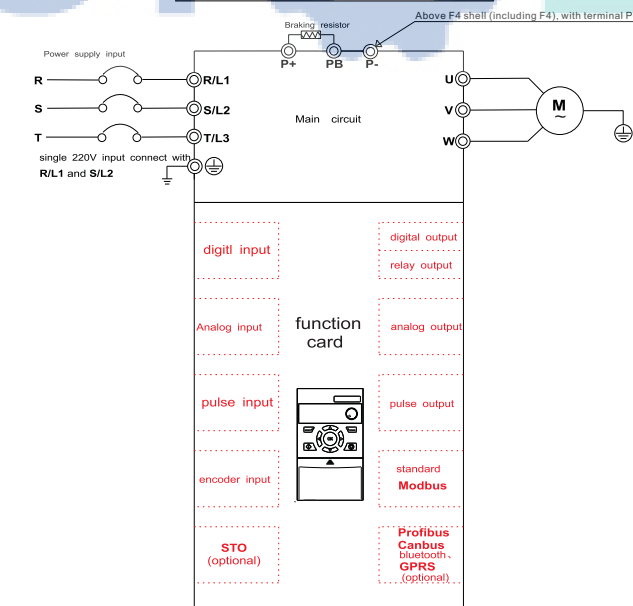 Above F4 shell (including F4), with terminal P
Braking resistor
P+ PB P-
Power supply input
R R/L1
S S/L2
T T/L3
single 220V input connect with
R/L1 and S/L2
Main circuit
U
V
W
M
~
digitl input
digital output
relay output
Analog input
function
card
analog output
pulse input
pulse output
OK
encoder input
standard
Modbus
STO
(optional)
Profibus
Canbus
bluetooth、
GPRS
(optional)